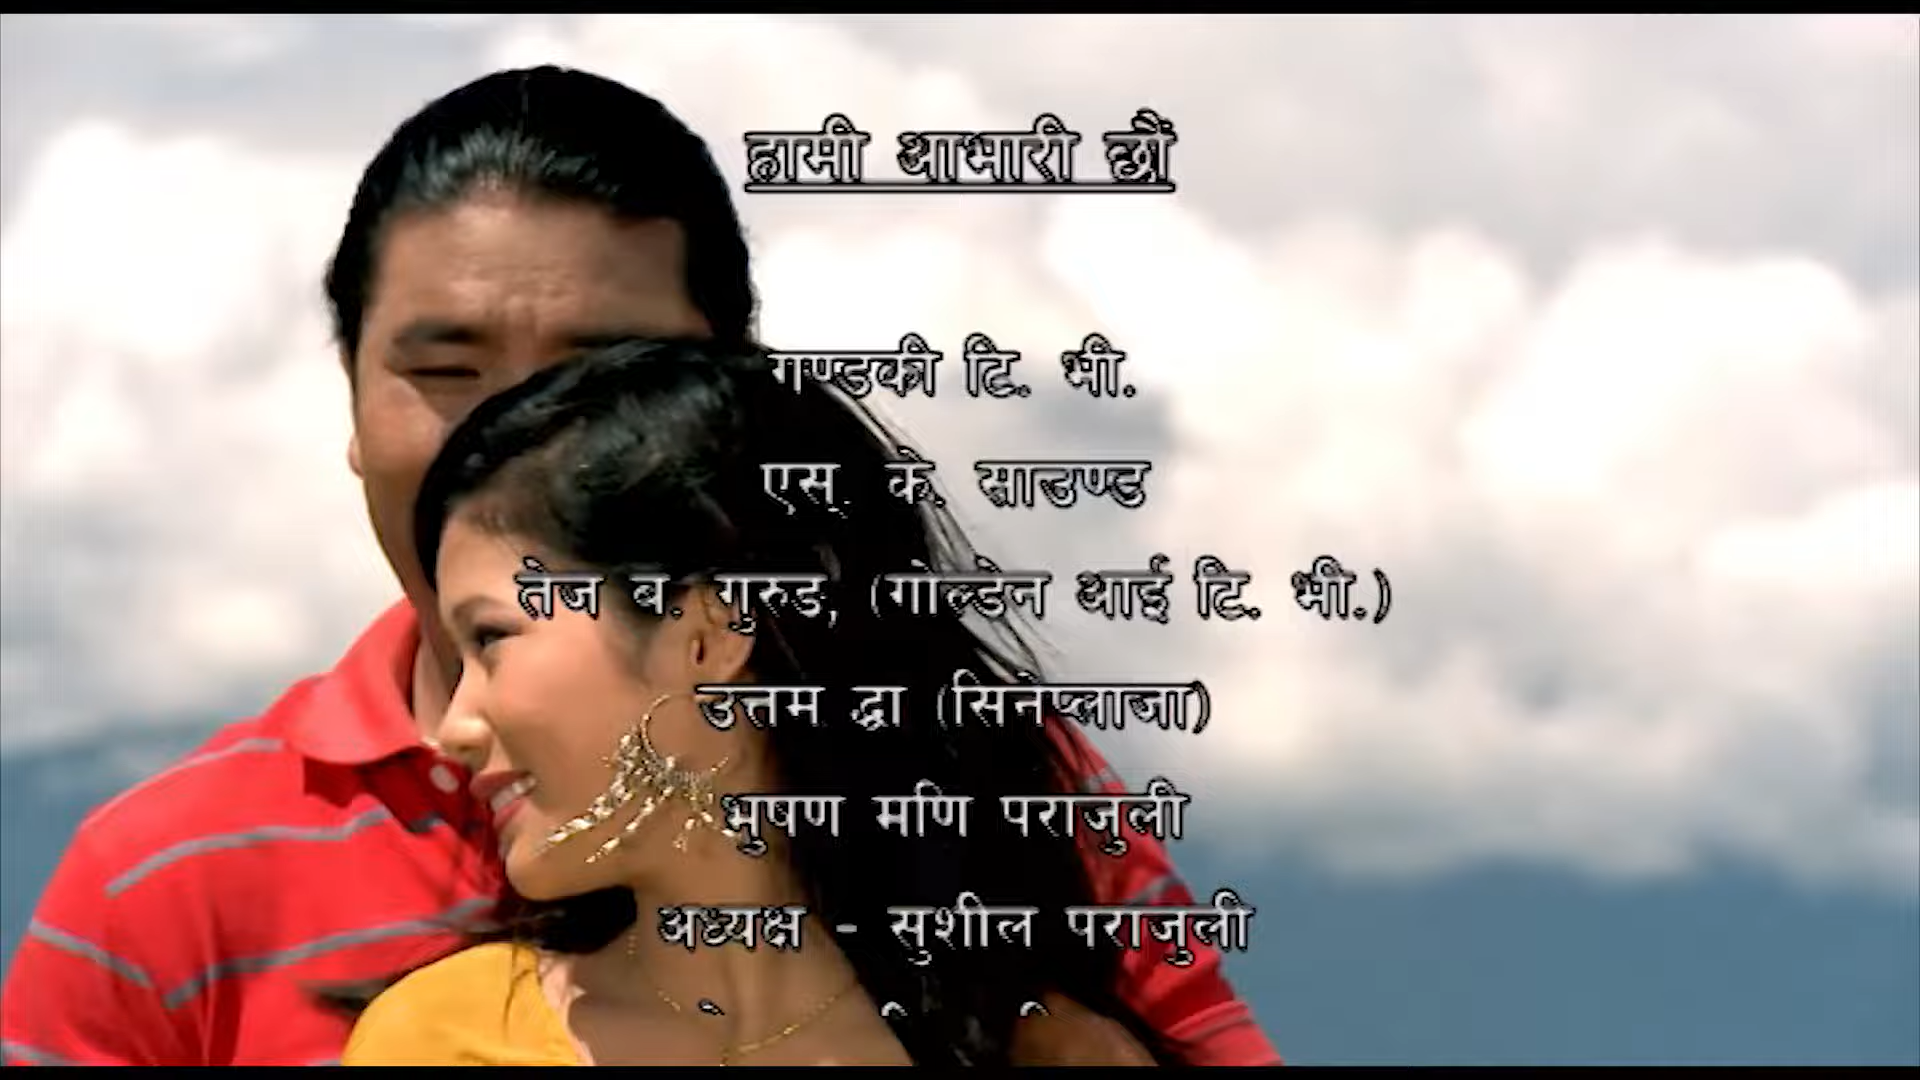 हामी आभारी छौं
गण्डकी टि. भी.
एस. के. साउण्ड
तेज ब. गुरुड, (गोल्डेन आई टि. भी.)
उत्तम द्धा (सिनेप्लाजा)
भुषण मणि पराजुली
अध्यक्ष - सुशील पराजुली